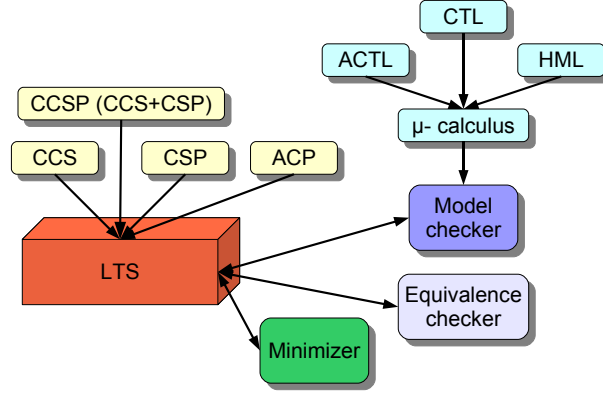 CTL
ACTL
HML
CCSP (CCS+CSP)
μ- calculus
CCS
CSP
ACP
Model
checker
LTS
Equivalence
checker
Minimizer